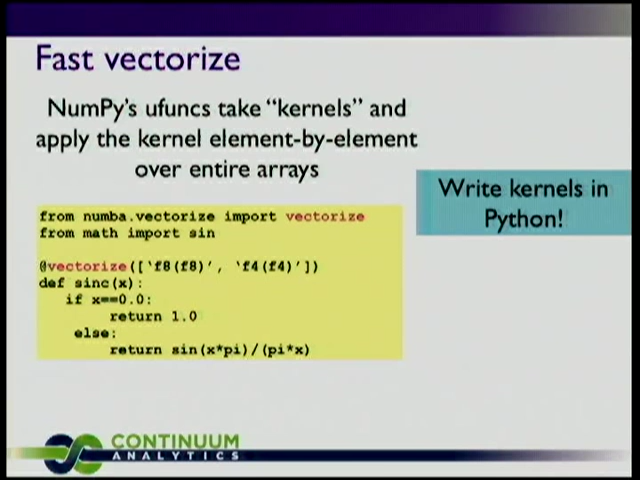 Fast vectorize
NumPy's ufuncs take “kernels” and
apply the kernel element-by-element
over entire arrays
Write kernels in
Python!
from numba.vectorize import vectorize
from math import sin
@vectorize(['f8(f8)', 'f4(f4)'])
def sinc(x):
if x==0.0:
return 1.0
else:
return sin(x*pi)/(pi*x)
CONTINUUM
ANALYTICS